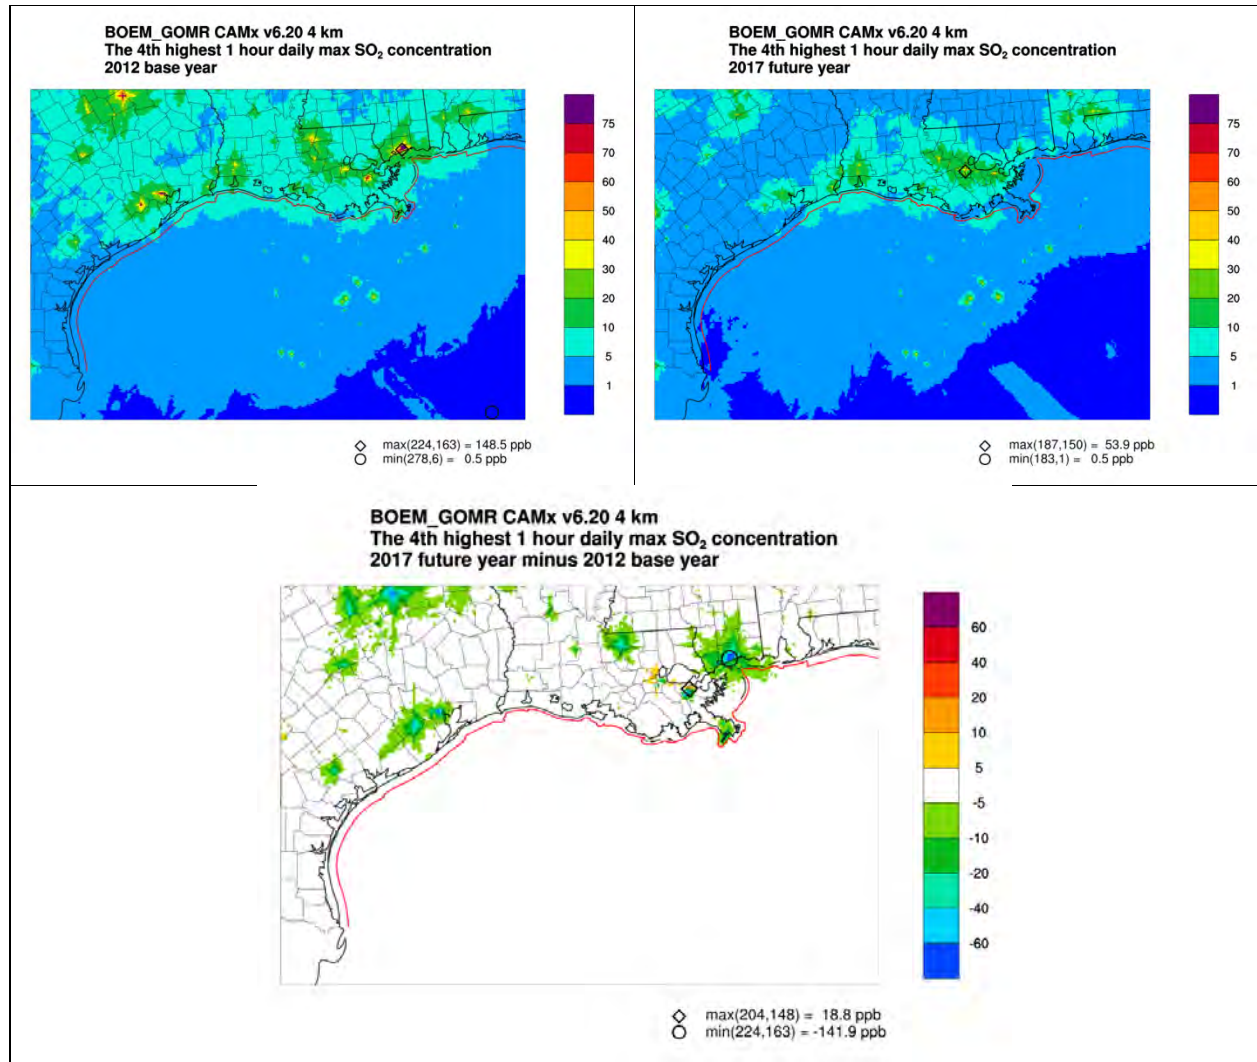 BOEM_GOMR CAMx v6.20 4 km
The 4th highest 1 hour daily max SO₂ concentration
2012 base year
75
70
60
50
40
30
20
10
5
1
max(224,163) = 148.5 ppb
min(278,6) = 0.5 ppb
BOEM_GOMR CAMx v6.20 4 km
The 4th highest 1 hour daily max SO₂ concentration
2017 future year
75
70
60
50
40
30
20
10
5
1
max(187,150) = 53.9 ppb
min(183,1) = 0.5 ppb
BOEM_GOMR CAMx v6.20 4 km
The 4th highest 1 hour daily max SO₂ concentration
2017 future year minus 2012 base year
60
40
20
10
5
-5
-10
-20
-40
-60
max(204,148) = 18.8 ppb
min(224,163) = -141.9 ppb